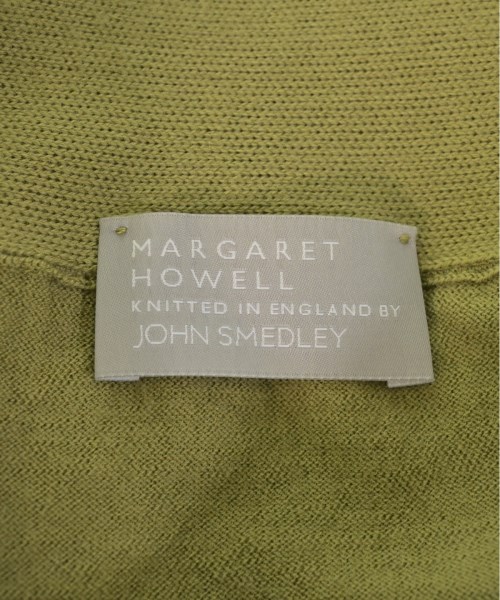 MARGARET
HOWELL
KNITTED IN ENGLAND BY
JOHN SMEDLEY